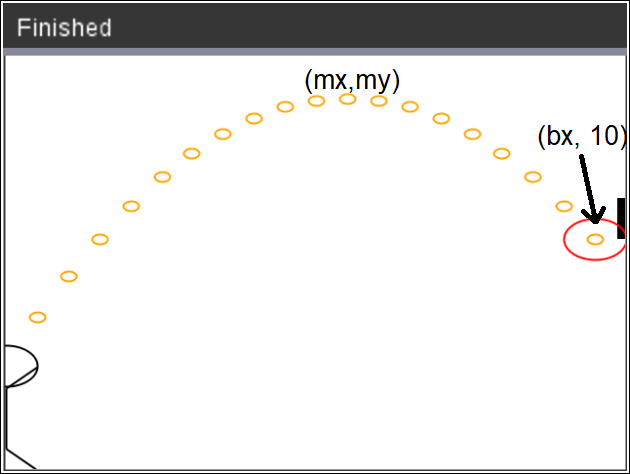 Finished
(mx,my)
(bx, 10)